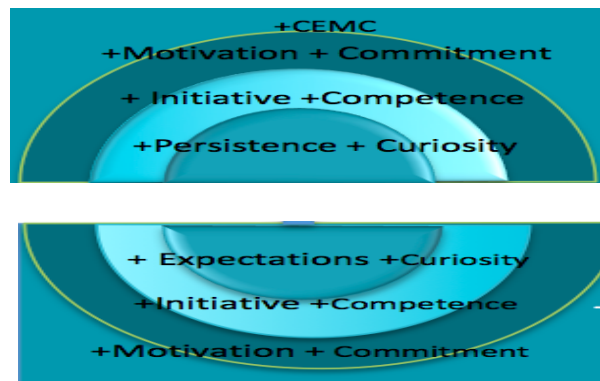 +CEMC
+Motivation + Commitment
+ Initiative +Competence
+Persistence + Curiosity
+ Expectations +Curiosity
+Initiative +Competence
+Motivation + Commitment